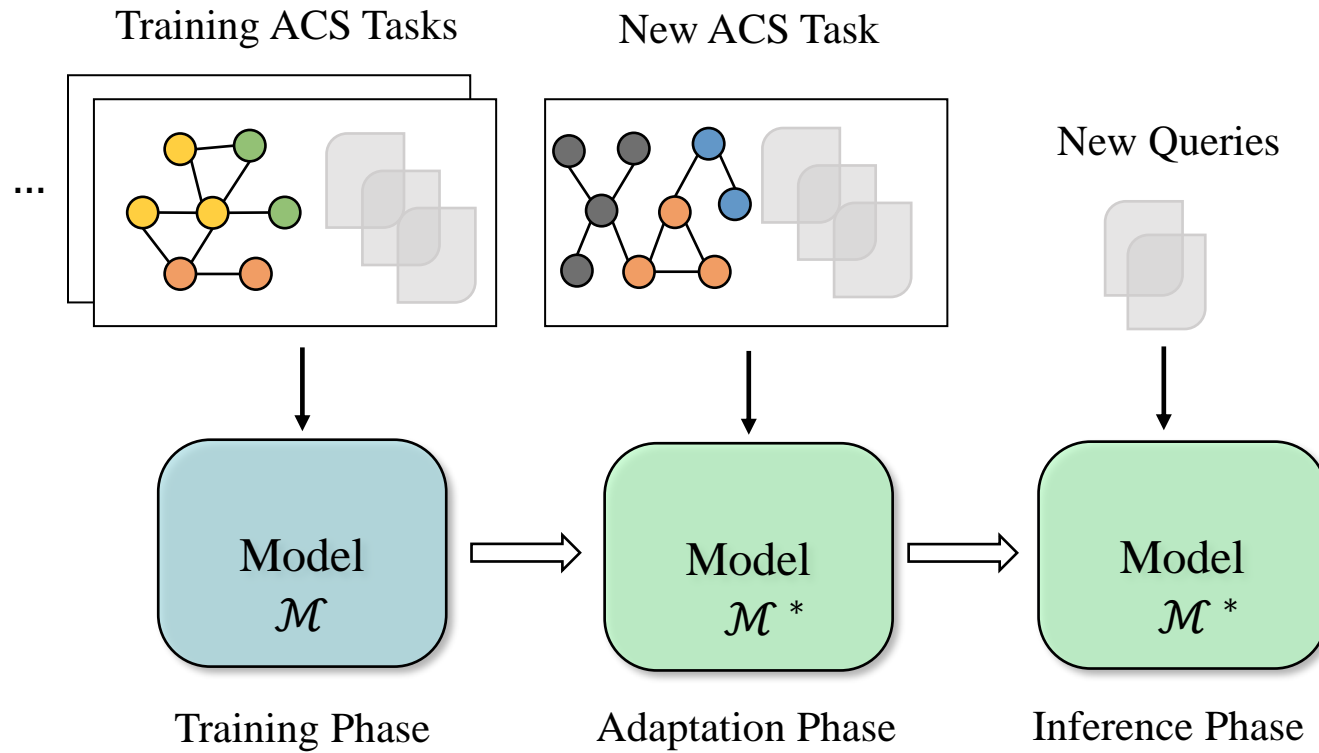 Training ACS Tasks
New ACS Task
...
New Queries
Model
ℳ
Model
ℳ *
Model
ℳ *
Training Phase
Adaptation Phase
Inference Phase